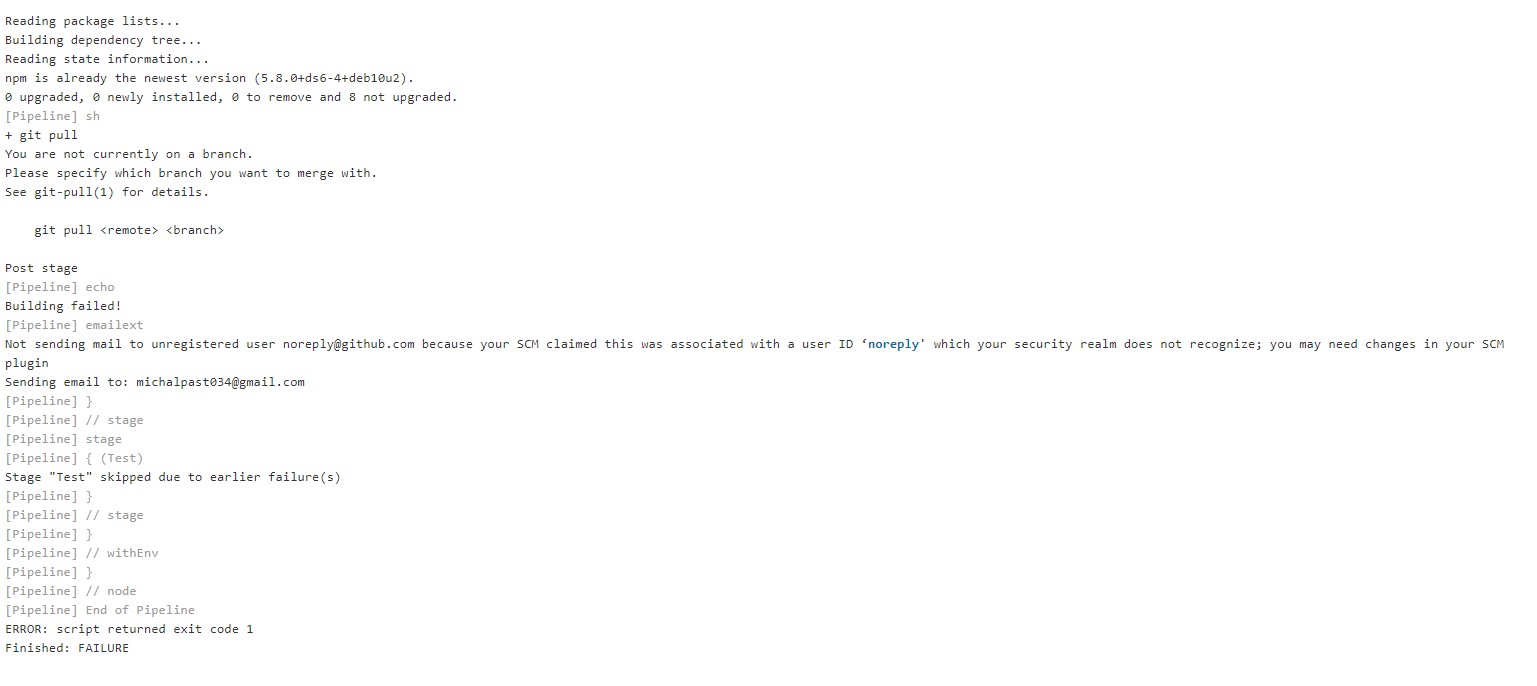 Reading package lists...
Building dependency tree...
Reading state information...
npm is already the newest version (5.8.0+ds6-4+deb10u2).
0 upgraded, 0 newly installed, 0 to remove and 8 not upgraded.
[Pipeline] sh
+ git pull
You are not currently on a branch.
Please specify which branch you want to merge with.
See git-pull(1) for details.
git pull <remote> <branch>
Post stage
[Pipeline] echo
Building failed!
[Pipeline] emailext
Not sending mail to unregistered user noreply@github.com because your SCM claimed this was associated with a user ID ‘noreply' which your security realm does not recognize; you may need changes in your SCM
plugin
Sending email to: michalpast034@gmail.com
[Pipeline] }
[Pipeline] // stage
[Pipeline] stage
[Pipeline] { (Test)
Stage "Test" skipped due to earlier failure(s)
[Pipeline] }
[Pipeline] // stage
[Pipeline] }
[Pipeline] // withEnv
[Pipeline] }
[Pipeline] // node
[Pipeline] End of Pipeline
ERROR: script returned exit code 1
Finished: FAILURE